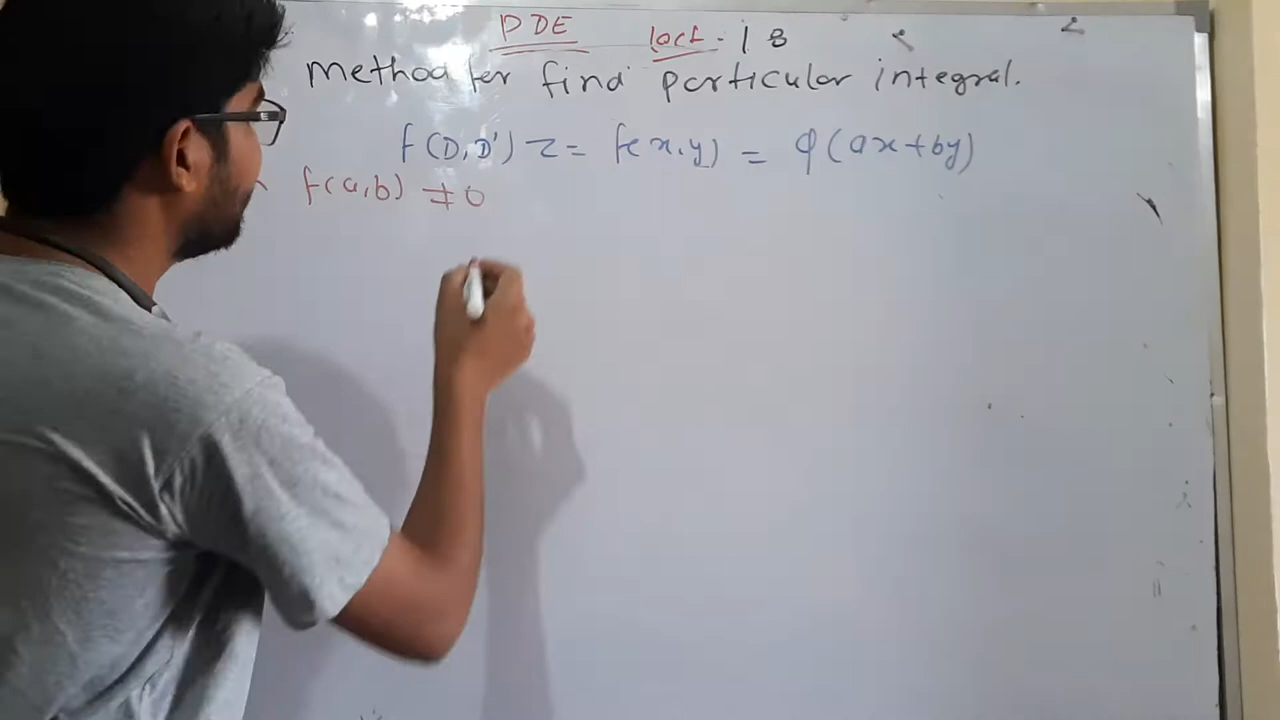 PDE lect - 18
Method for find particular integral.
f(D,D') z = f(x,y) = φ(ax+by)
f(a,b) ≠0